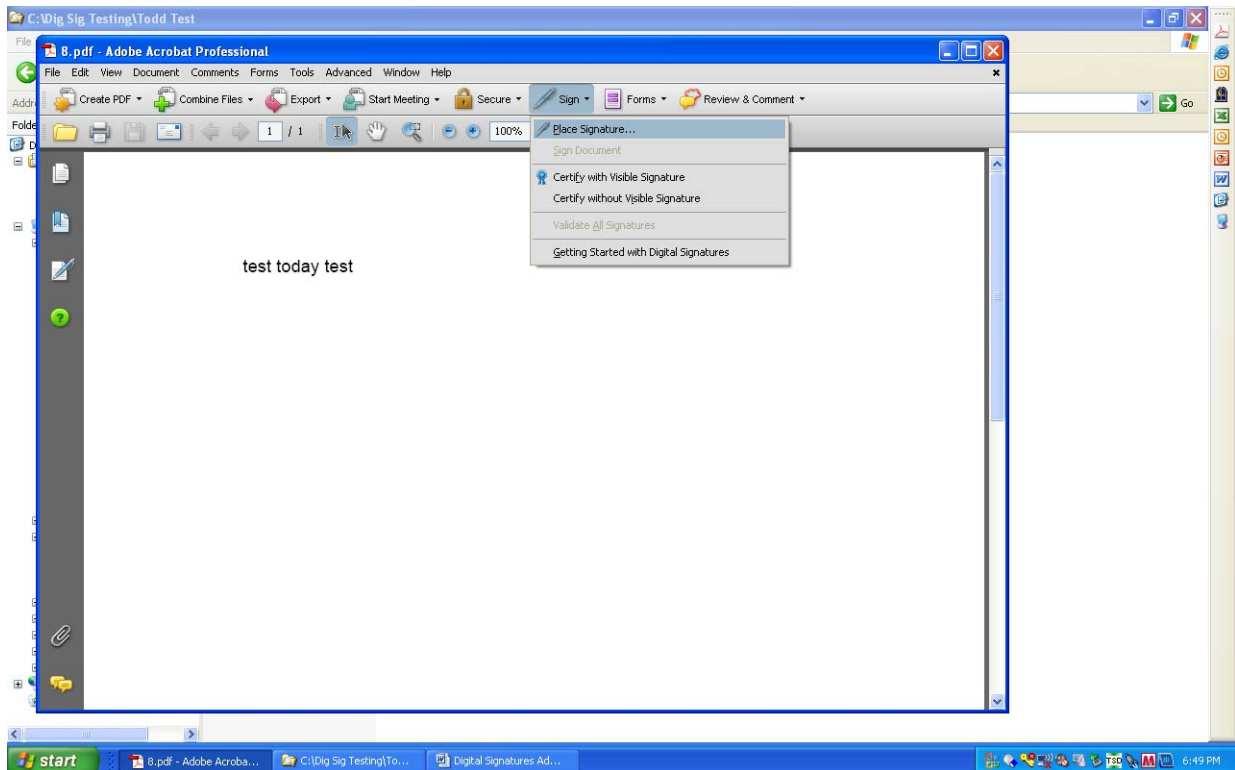 C:\Dig Sig Testing\Todd Test
File
8.pdf - Adobe Acrobat Professional
File Edit View Document Comments Forms Tools Advanced Window Help
Create PDF Combine Files Export Start Meeting Secure Sign Forms Review & Comment
Go
1 / 1 100%
Place Signature...
Sign Document
Certify with Visible Signature
Certify without Visible Signature
Validate All Signatures
Getting Started with Digital Signatures
test today test
start 8.pdf - Adobe Acroba... C:\Dig Sig Testing\To... Digital Signatures Ad... TSD 6:49 PM